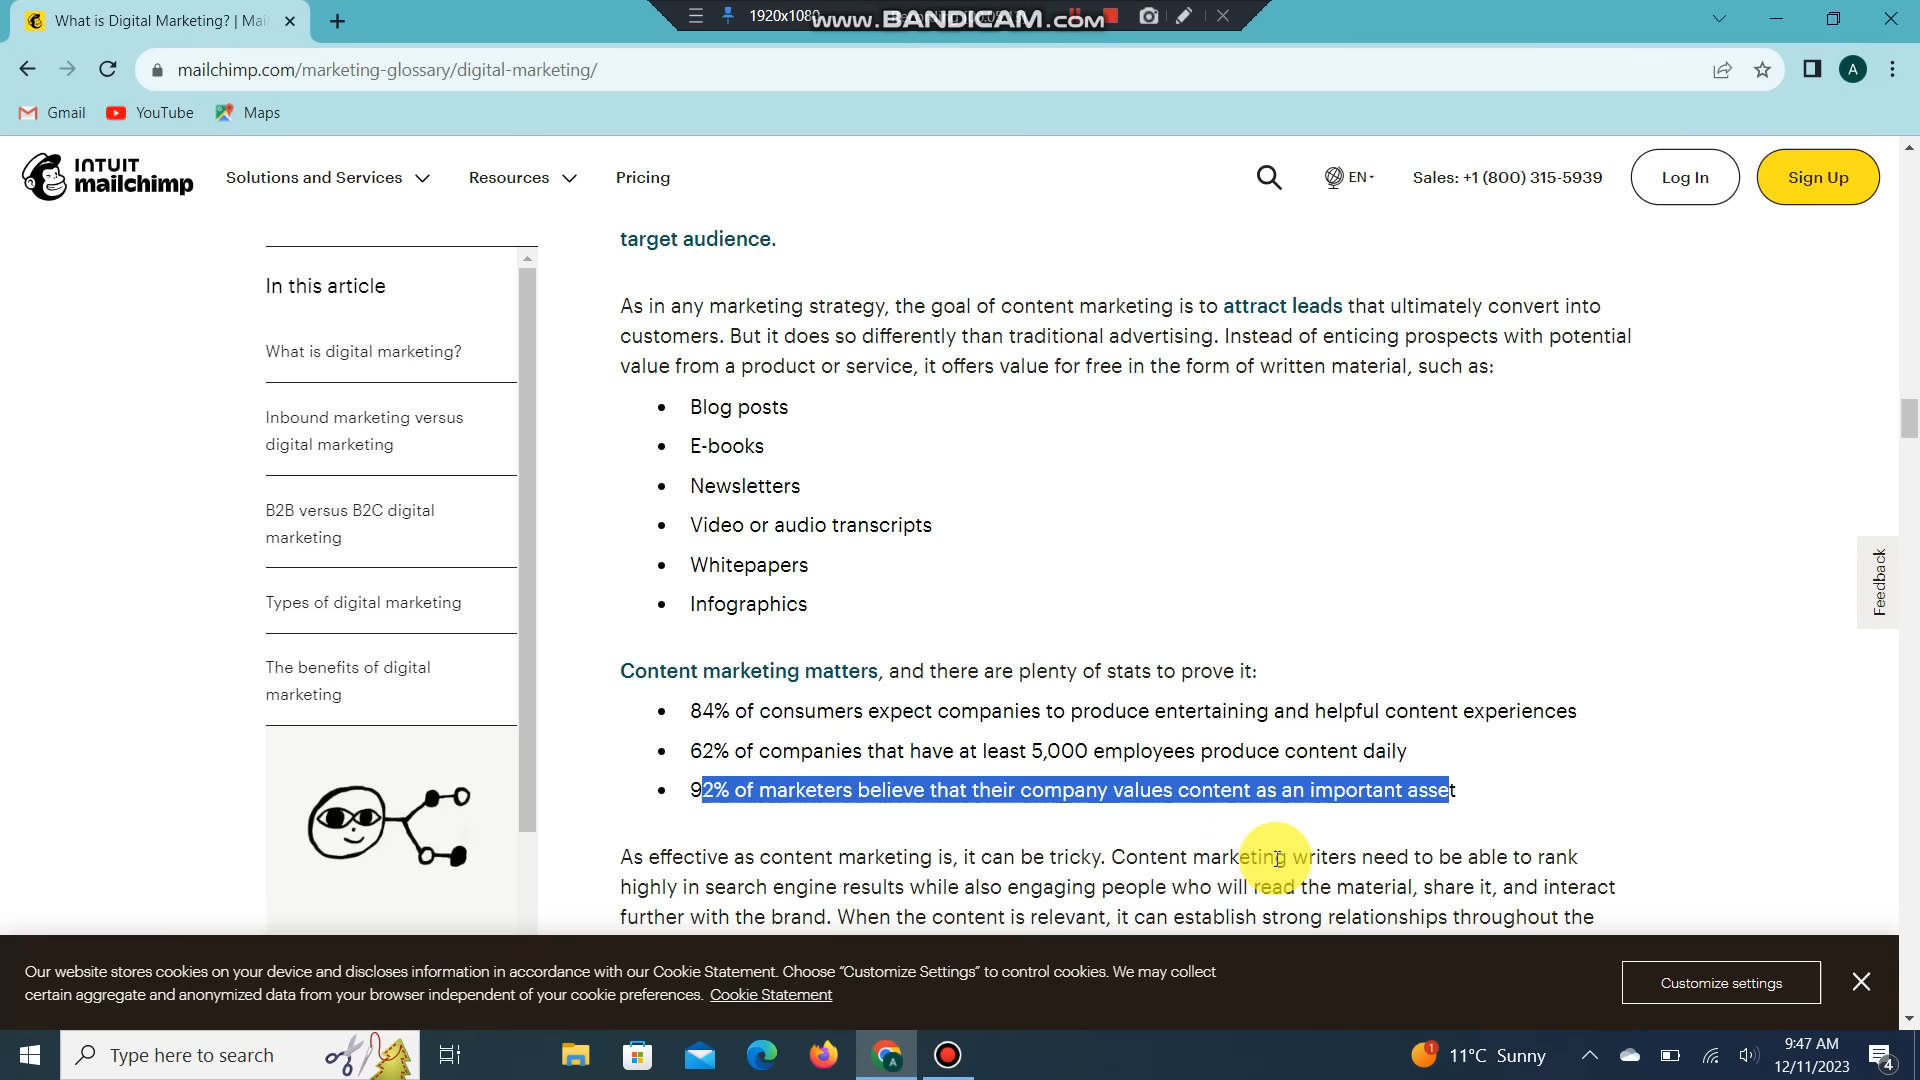 What is Digital Marketing? | Mai
1920x1080
www.BANDICAM.com
mailchimp.com/marketing-glossary/digital-marketing/
A
Gmail
YouTube
Maps
INTUIT
mailchimp
Solutions and Services
Resources
Pricing
EN
Sales: +1 (800) 315-5939
Log In
Sign Up
In this article
What is digital marketing?
Inbound marketing versus
digital marketing
B2B versus B2C digital
marketing
Types of digital marketing
The benefits of digital
marketing
target audience.
As in any marketing strategy, the goal of content marketing is to attract leads that ultimately convert into
customers. But it does so differently than traditional advertising. Instead of enticing prospects with potential
value from a product or service, it offers value for free in the form of written material, such as:
• Blog posts
• E-books
• Newsletters
• Video or audio transcripts
• Whitepapers
• Infographics
Content marketing matters, and there are plenty of stats to prove it:
• 84% of consumers expect companies to produce entertaining and helpful content experiences
• 62% of companies that have at least 5,000 employees produce content daily
• 92% of marketers believe that their company values content as an important asset
As effective as content marketing is, it can be tricky. Content marketing writers need to be able to rank
highly in search engine results while also engaging people who will read the material, share it, and interact
further with the brand. When the content is relevant, it can establish strong relationships throughout the
Feedback
Our website stores cookies on your device and discloses information in accordance with our Cookie Statement. Choose "Customize Settings" to control cookies. We may collect
certain aggregate and anonymized data from your browser independent of your cookie preferences. Cookie Statement
Customize settings
Type here to search
A
1
11°C Sunny
9:47 AM
12/11/2023
4